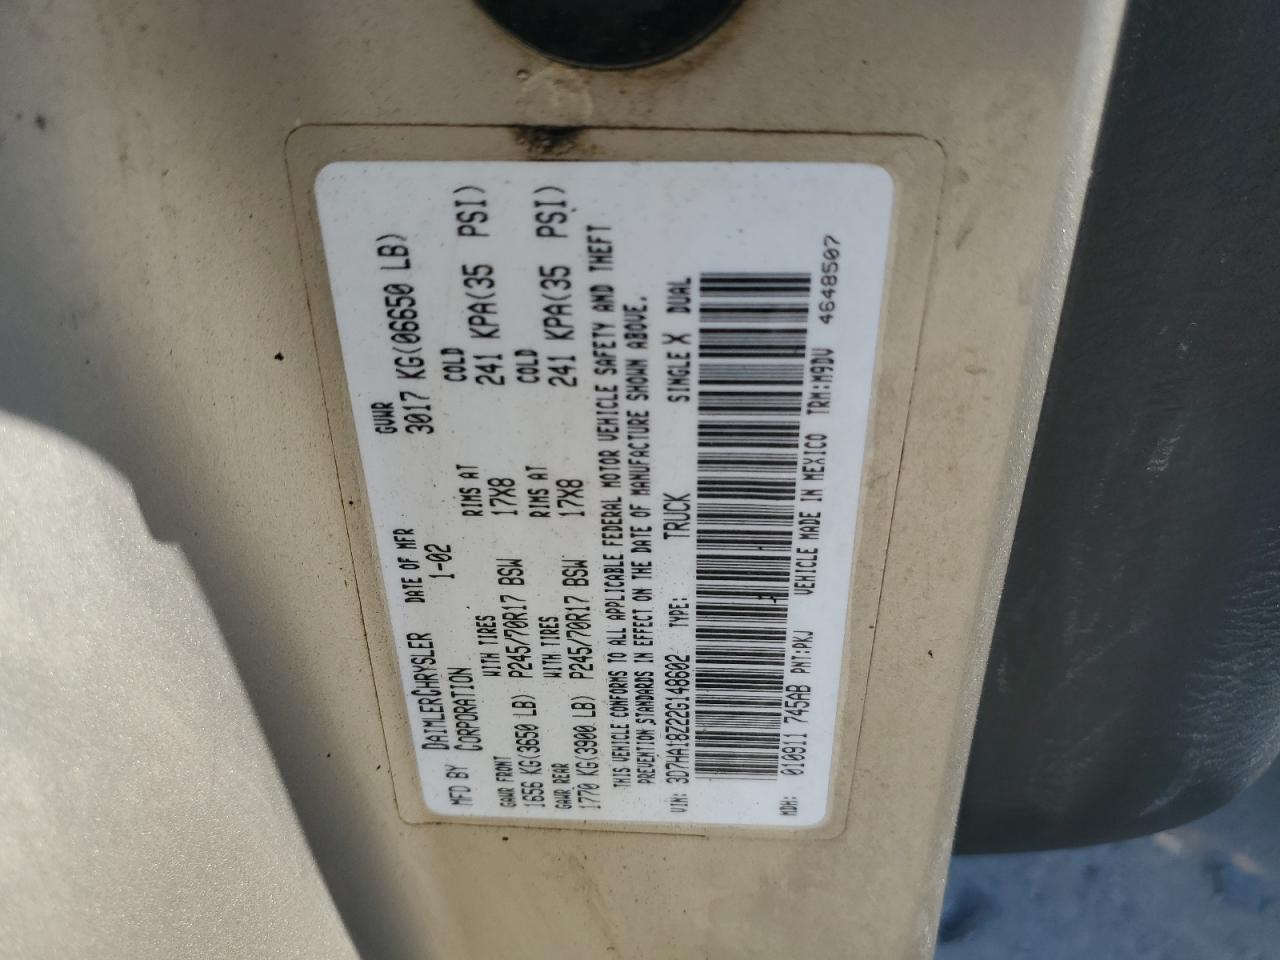 MFD BY DAIMLERCHRYSLER CORPORATION DATE OF MFR 1-02 GVWR 3017 KG(06650 LB)
GAWR FRONT WITH TIRES RIMS AT COLD
1656 KG(3650 LB) P245/70R17 BSW 17X8 241 KPA(35 PSI)
GAWR REAR WITH TIRES RIMS AT COLD
1770 KG(3900 LB) P245/70R17 BSW 17X8 241 KPA(35 PSI)
THIS VEHICLE CONFORMS TO ALL APPLICABLE FEDERAL MOTOR VEHICLE SAFETY AND THEFT
PREVENTION STANDARDS IN EFFECT ON THE DATE OF MANUFACTURE SHOWN ABOVE.
VIN: 3D7HA18Z22G148602 TYPE: TRUCK SINGLE X DUAL
MDH: 010911 745AB PNT:PKJ VEHICLE MADE IN MEXICO TRM:M9DV 4648507